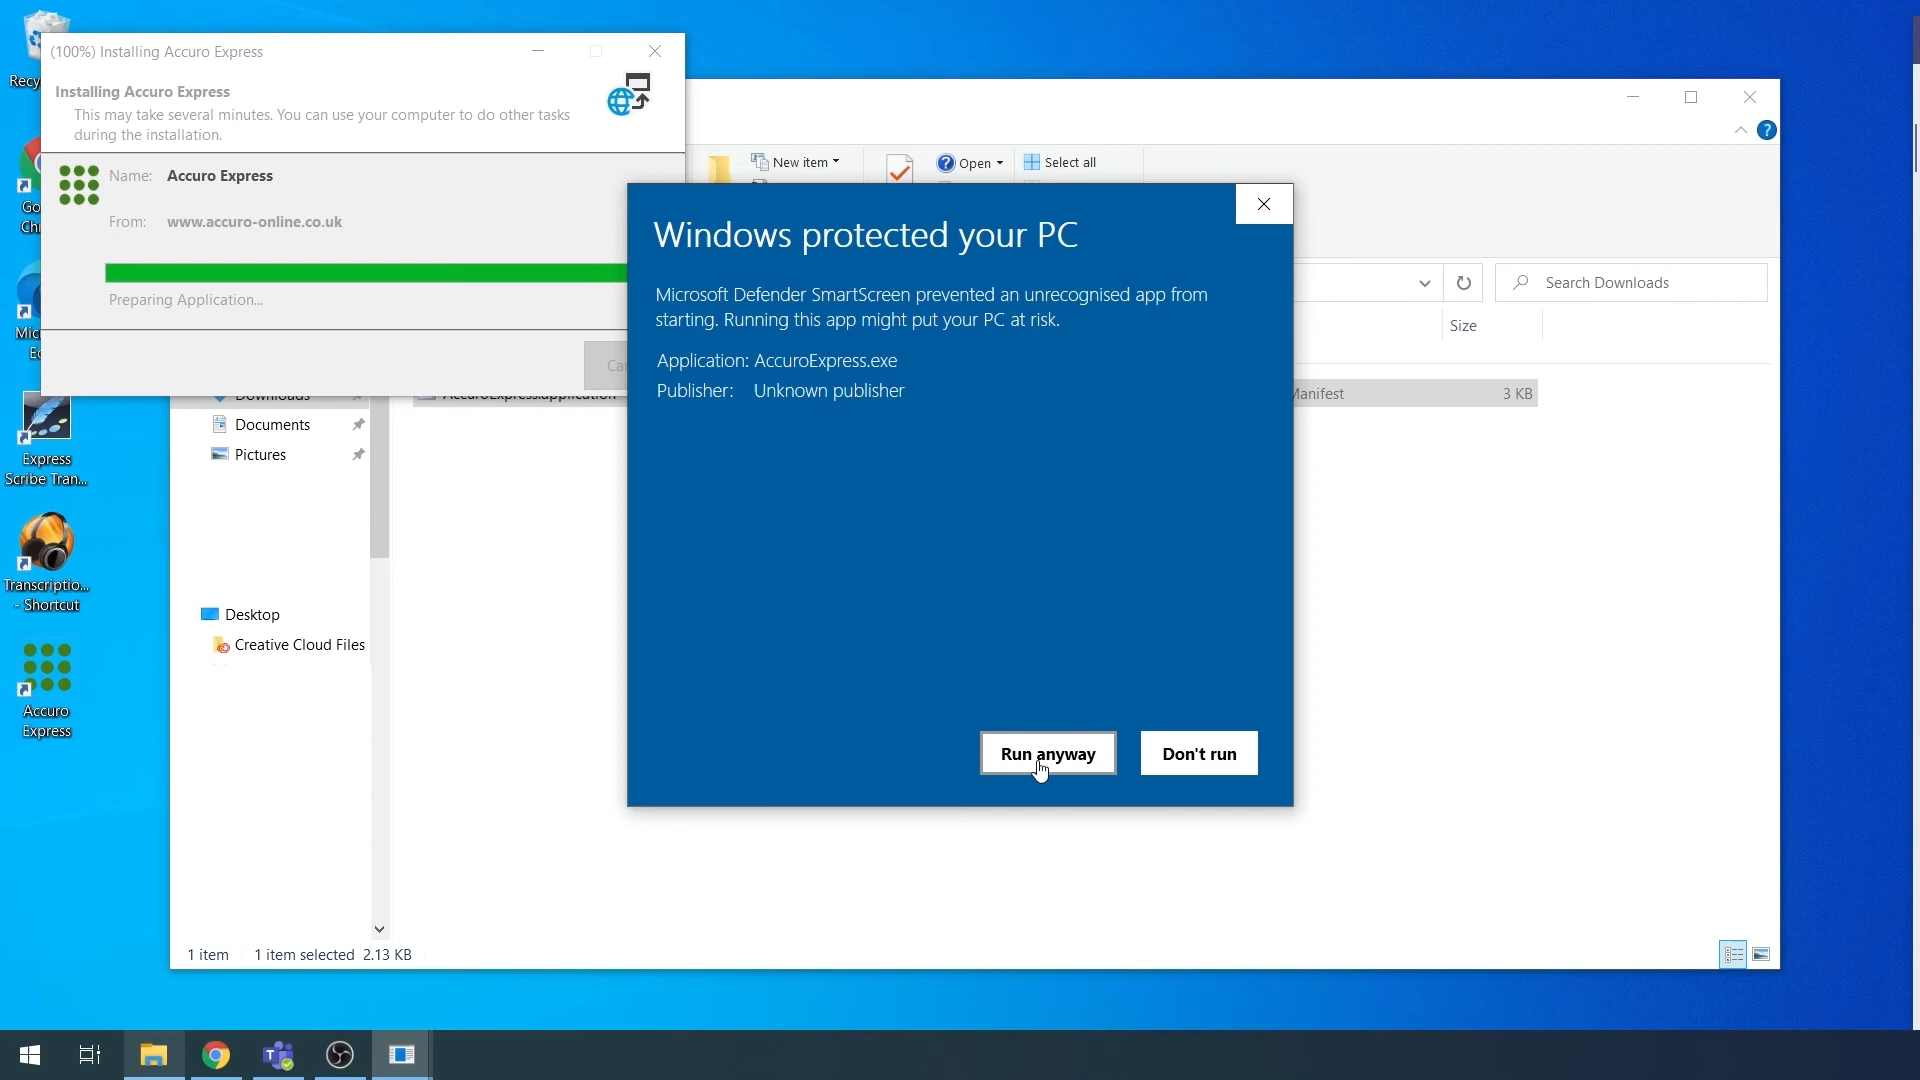 Recy
(100%) Installing Accuro Express
Installing Accuro Express
This may take several minutes. You can use your computer to do other tasks
during the installation.
Name: Accuro Express
From: www.accuro-online.co.uk
Preparing Application...
Go
Chr
Mic
Ec
Express
Scribe Tran...
Transcriptio...
- Shortcut
Accuro
Express
New item
Open
Select all
?
Search Downloads
Size
Manifest 3 KB
Downloads
AccuroExpress.application
Documents
Pictures
Desktop
Creative Cloud Files
1 item 1 item selected 2.13 KB
Windows protected your PC
Microsoft Defender SmartScreen prevented an unrecognised app from
starting. Running this app might put your PC at risk.
Application: AccuroExpress.exe
Publisher: Unknown publisher
Run anyway
Don't run